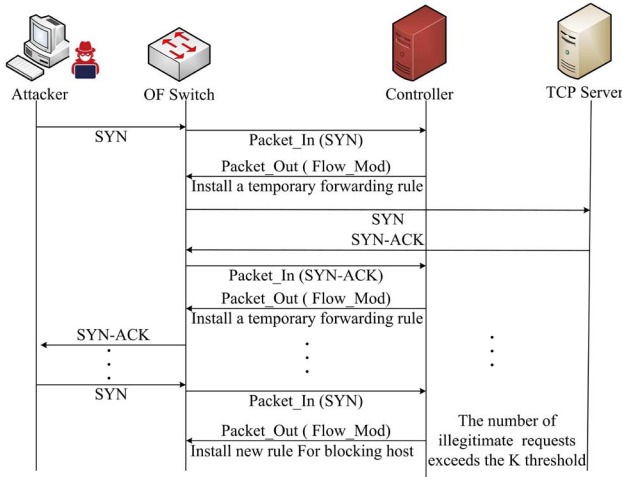 Attacker
OF Switch
Controller
TCP Server
SYN
Packet_In (SYN)
Packet_Out ( Flow_Mod)
Install a temporary forwarding rule
SYN
SYN-ACK
Packet_In (SYN-ACK)
Packet_Out ( Flow_Mod)
Install a temporary forwarding rule
SYN-ACK
SYN
Packet_In (SYN)
Packet_Out ( Flow_Mod)
Install new rule For blocking host
The number of
illegitimate requests
exceeds the K threshold